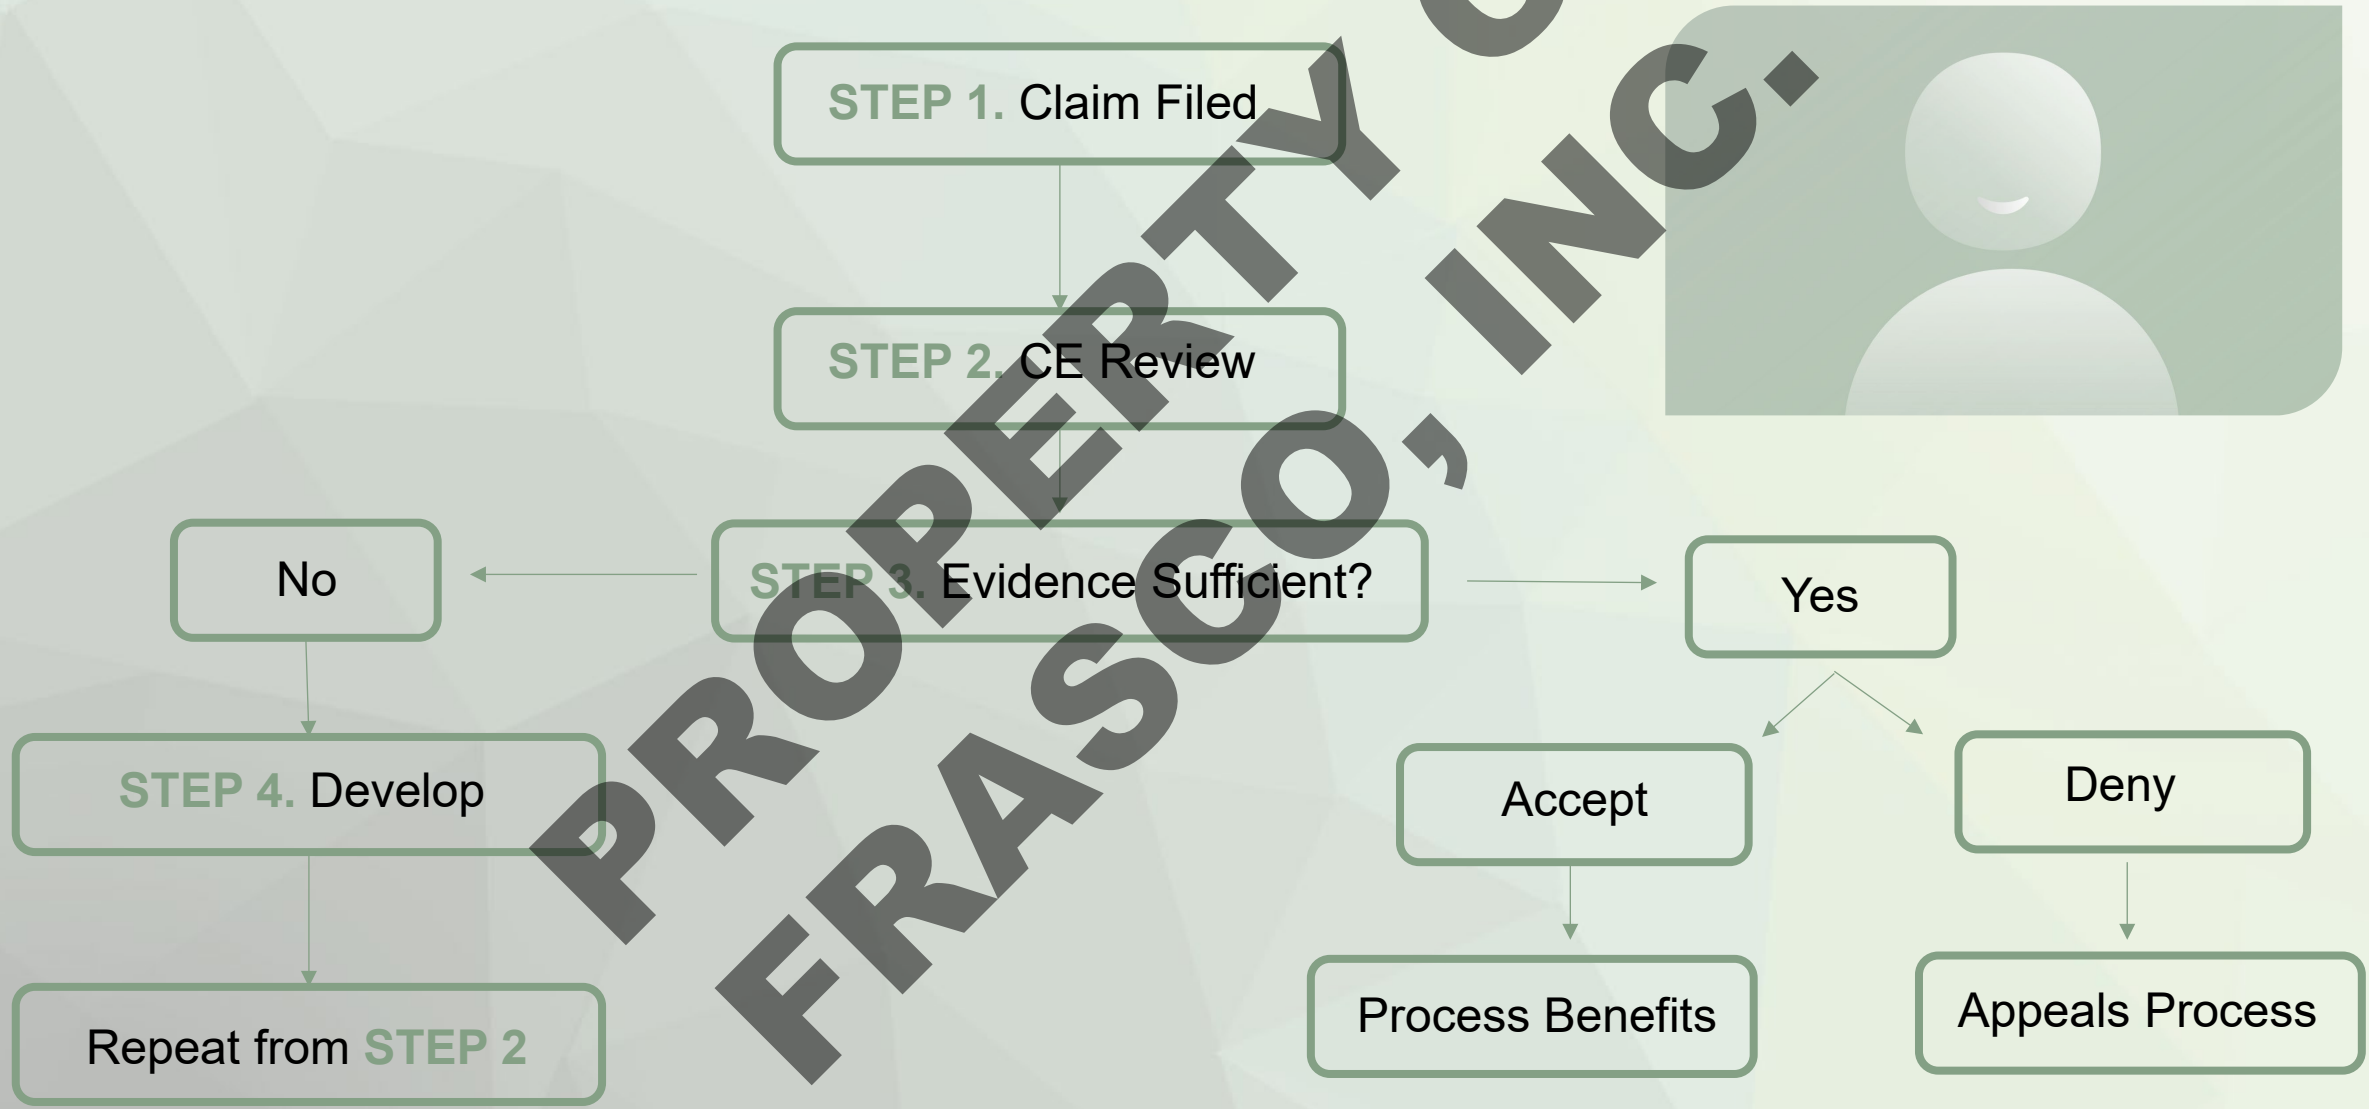 STEP 1. Claim Filed
STEP 2. CE Review
No
STEP 3. Evidence Sufficient?
Yes
STEP 4. Develop
Accept
Deny
Repeat from STEP 2
Process Benefits
Appeals Process
PROPERTY
FRASCO, INC.